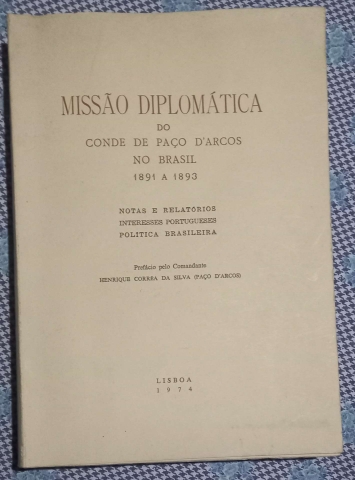 MISSÃO DIPLOMÁTICA
DO
CONDE DE PAÇO D'ARCOS
NO BRASIL
1891 A 1893
NOTAS E RELATÓRIOS
INTERESSES PORTUGUESES
POLITICA BRASILEIRA
Prefácio pelo Comandante
HENRIQUE CORREA DA SILVA (PAÇO D'ARCOS)
LISBOA
1974